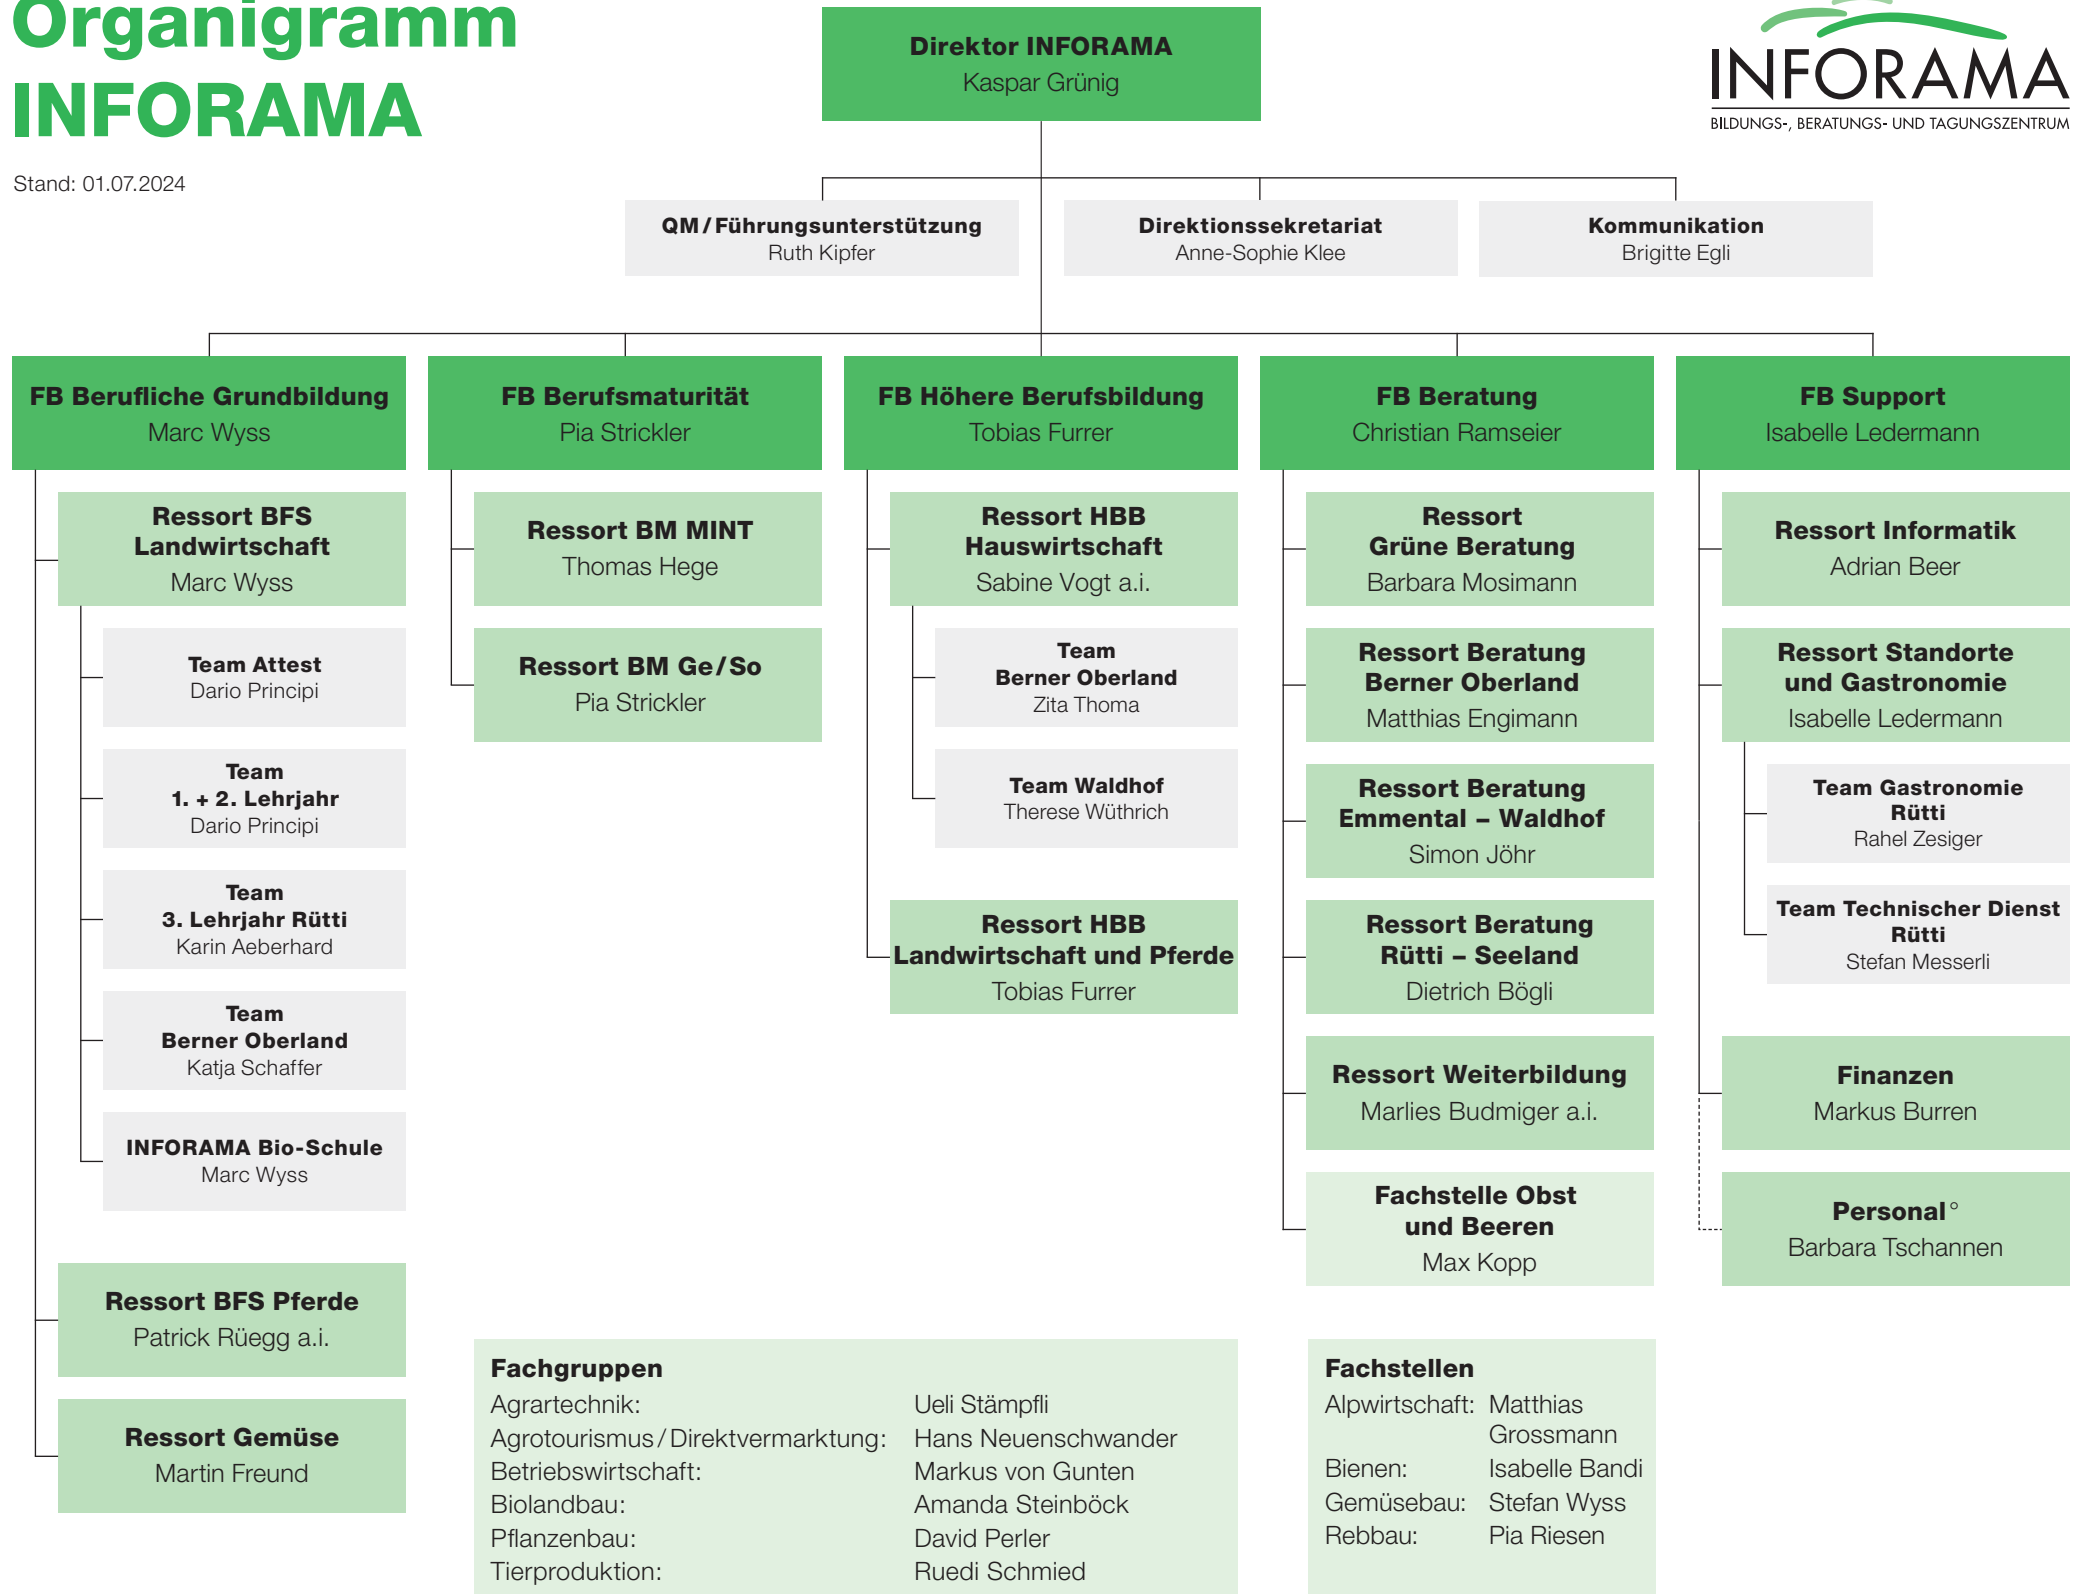 Organigramm
INFORAMA
Stand: 01.07.2024
Direktor INFORAMA
Kaspar Grünig
INFORAMA
BILDUNGS-, BERATUNGS- UND TAGUNGSZENTRUM
QM/Führungsunterstützung
Ruth Kipfer
Direktionssekretariat
Anne-Sophie Klee
Kommunikation
Brigitte Egli
FB Berufliche Grundbildung
Marc Wyss
Ressort BFS
Landwirtschaft
Marc Wyss
Team Attest
Dario Principi
Team
1. + 2. Lehrjahr
Dario Principi
Team
3. Lehrjahr Rütti
Karin Aeberhard
Team
Berner Oberland
Katja Schaffer
INFORAMA Bio-Schule
Marc Wyss
Ressort BFS Pferde
Patrick Rüegg a.i.
Ressort Gemüse
Martin Freund
FB Berufsmaturität
Pia Strickler
Ressort BM MINT
Thomas Hege
Ressort BM Ge/So
Pia Strickler
FB Höhere Berufsbildung
Tobias Furrer
Ressort HBB
Hauswirtschaft
Sabine Vogt a.i.
Team
Berner Oberland
Zita Thoma
Team Waldhof
Therese Wüthrich
Ressort HBB
Landwirtschaft und Pferde
Tobias Furrer
FB Beratung
Christian Ramseier
Ressort
Grüne Beratung
Barbara Mosimann
Ressort Beratung
Berner Oberland
Matthias Engimann
Ressort Beratung
Emmental – Waldhof
Simon Jöhr
Ressort Beratung
Rütti – Seeland
Dietrich Bögli
Ressort Weiterbildung
Marlies Budmiger a.i.
Fachstelle Obst
und Beeren
Max Kopp
FB Support
Isabelle Ledermann
Ressort Informatik
Adrian Beer
Ressort Standorte
und Gastronomie
Isabelle Ledermann
Team Gastronomie
Rütti
Rahel Zesiger
Team Technischer Dienst
Rütti
Stefan Messerli
Finanzen
Markus Burren
Personal°
Barbara Tschannen
Fachgruppen
Agrartechnik: Ueli Stämpfli
Agrotourismus/Direktvermarktung: Hans Neuenschwander
Betriebswirtschaft: Markus von Gunten
Biolandbau: Amanda Steinböck
Pflanzenbau: David Perler
Tierproduktion: Ruedi Schmied
Fachstellen
Alpwirtschaft: Matthias
Grossmann
Bienen: Isabelle Bandi
Gemüsebau: Stefan Wyss
Rebbau: Pia Riesen